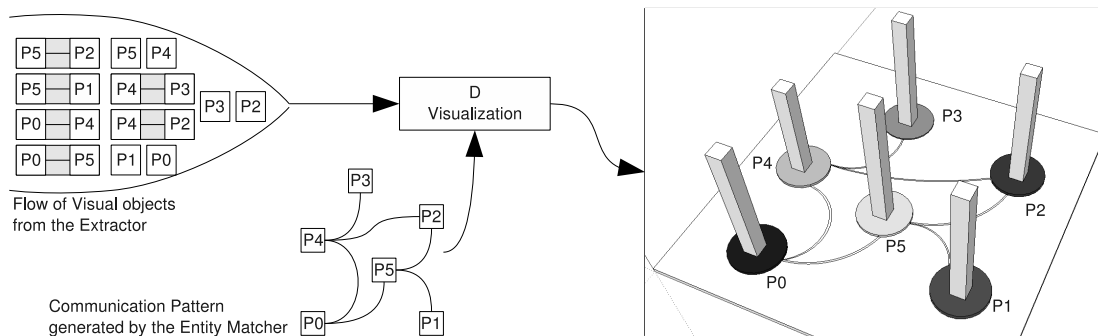 P5 P2 P5 P4
P5 P1 P4 P3
P3 P2
P0 P4 P4 P2
P0 P5 P1 P0
Flow of Visual objects
from the Extractor
D
Visualization
P3
P2
P4
P5
P0 P1
Communication Pattern
generated by the Entity Matcher
P3
P4
P2
P5
P0
P1